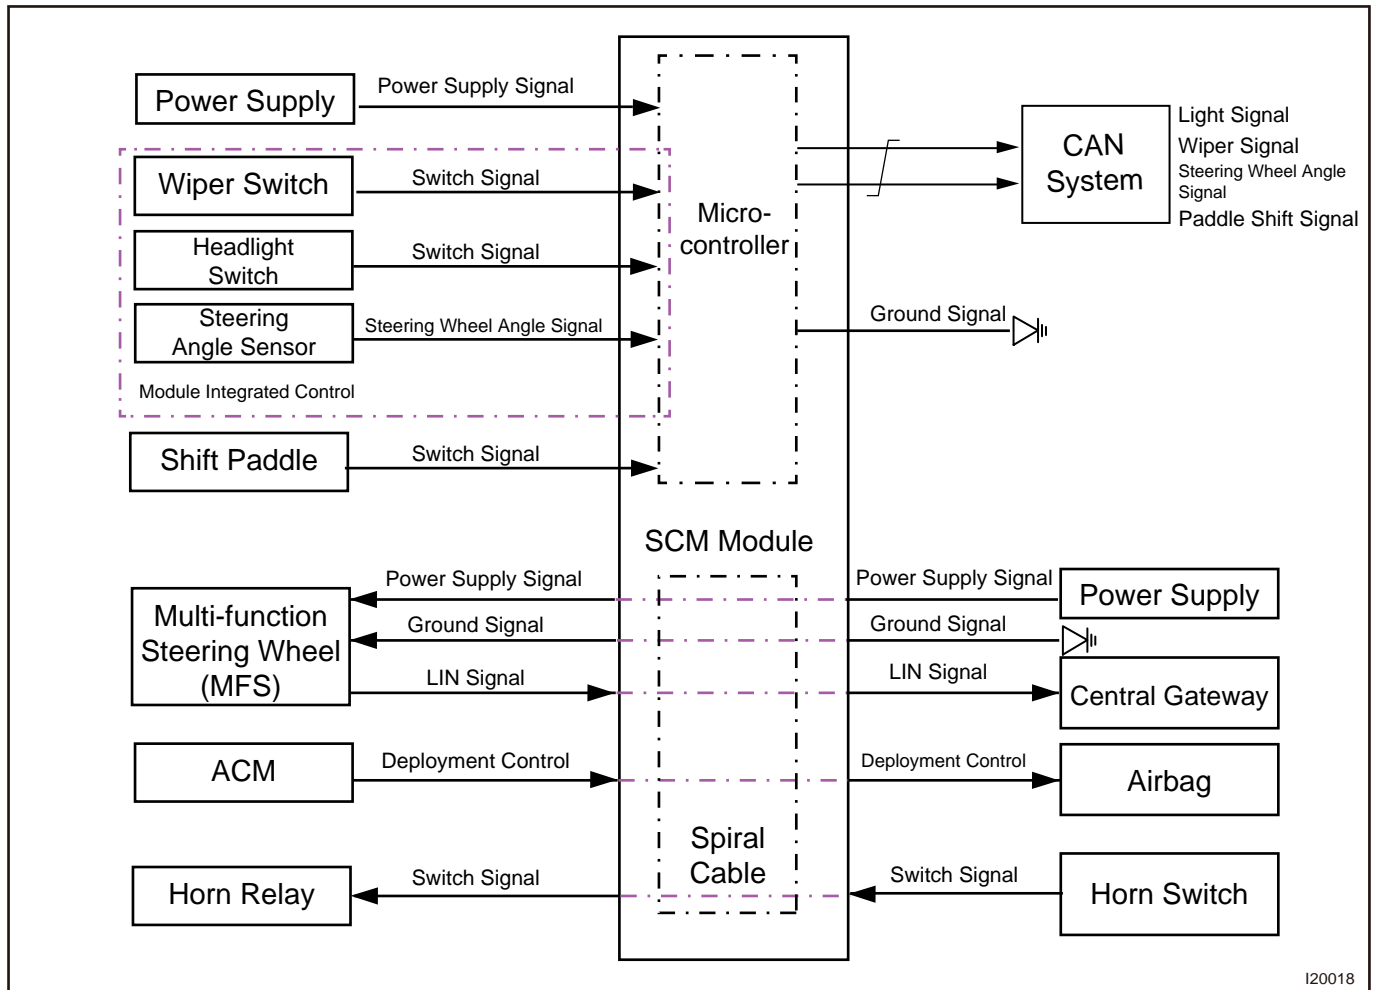 Power Supply
Power Supply Signal
Wiper Switch
Switch Signal
Headlight
Switch
Switch Signal
Steering
Angle Sensor
Steering Wheel Angle Signal
Module Integrated Control
Shift Paddle
Switch Signal
Micro-
controller
CAN
System
Light Signal
Wiper Signal
Steering Wheel Angle
Signal
Paddle Shift Signal
Ground Signal
SCM Module
Multi-function
Steering Wheel
(MFS)
Power Supply Signal
Ground Signal
LIN Signal
Power Supply Signal
Power Supply
Ground Signal
LIN Signal
Central Gateway
ACM
Deployment Control
Deployment Control
Airbag
Spiral
Cable
Horn Relay
Switch Signal
Switch Signal
Horn Switch
I20018